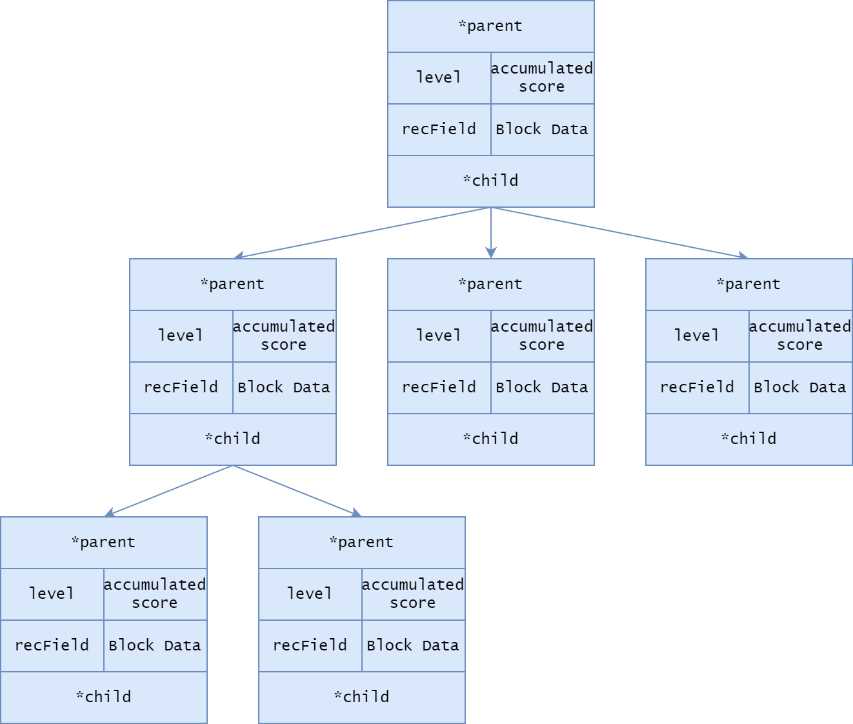 *parent
level
accumulated
score
recField
Block Data
*child
*parent
level
accumulated
score
recField
Block Data
*child
*parent
level
accumulated
score
recField
Block Data
*child
*parent
level
accumulated
score
recField
Block Data
*child
*parent
level
accumulated
score
recField
Block Data
*child
*parent
level
accumulated
score
recField
Block Data
*child